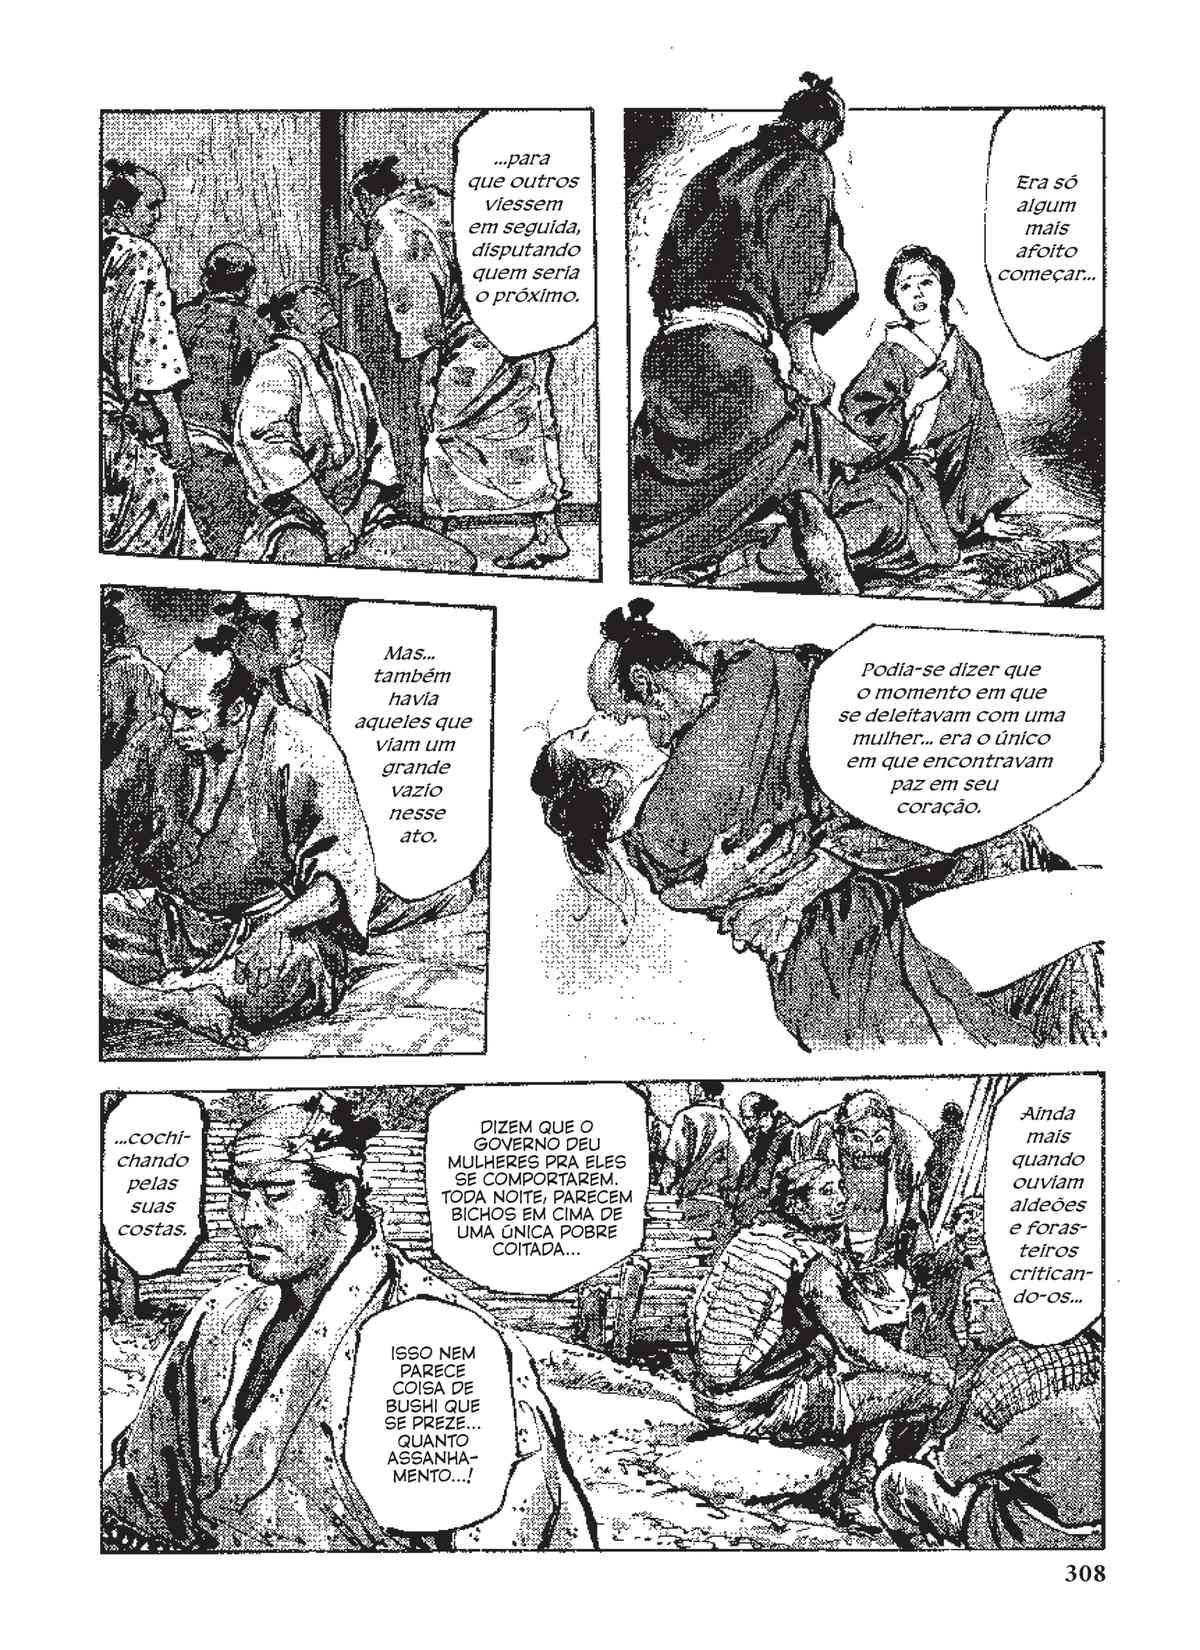 Era só
algum
mais
afoito
começar...
...para
que outros
viessem
em seguida,
disputando
quem seria
o próximo.
Podia-se dizer que
o momento em que
se deleitavam com uma
mulher... era o único
em que encontravam
paz em seu
coração.
Mas...
também
havia
aqueles que
viam um
grande
vazio
nesse
ato.
Ainda
mais
quando
ouviam
aldeões
e foras-
teiros
critican-
do-os...
DIZEM QUE O
GOVERNO DEU
MULHERES PRA ELES
SE COMPORTAREM.
TODA NOITE, PARECEM
BICHOS EM CIMA DE
UMA ÚNICA POBRE
COITADA...
ISSO NEM
PARECE
COISA DE
BUSHI QUE
SE PREZE...
QUANTO
ASSANHA-
MENTO...!
...cochi-
chando
pelas
suas
costas.
308